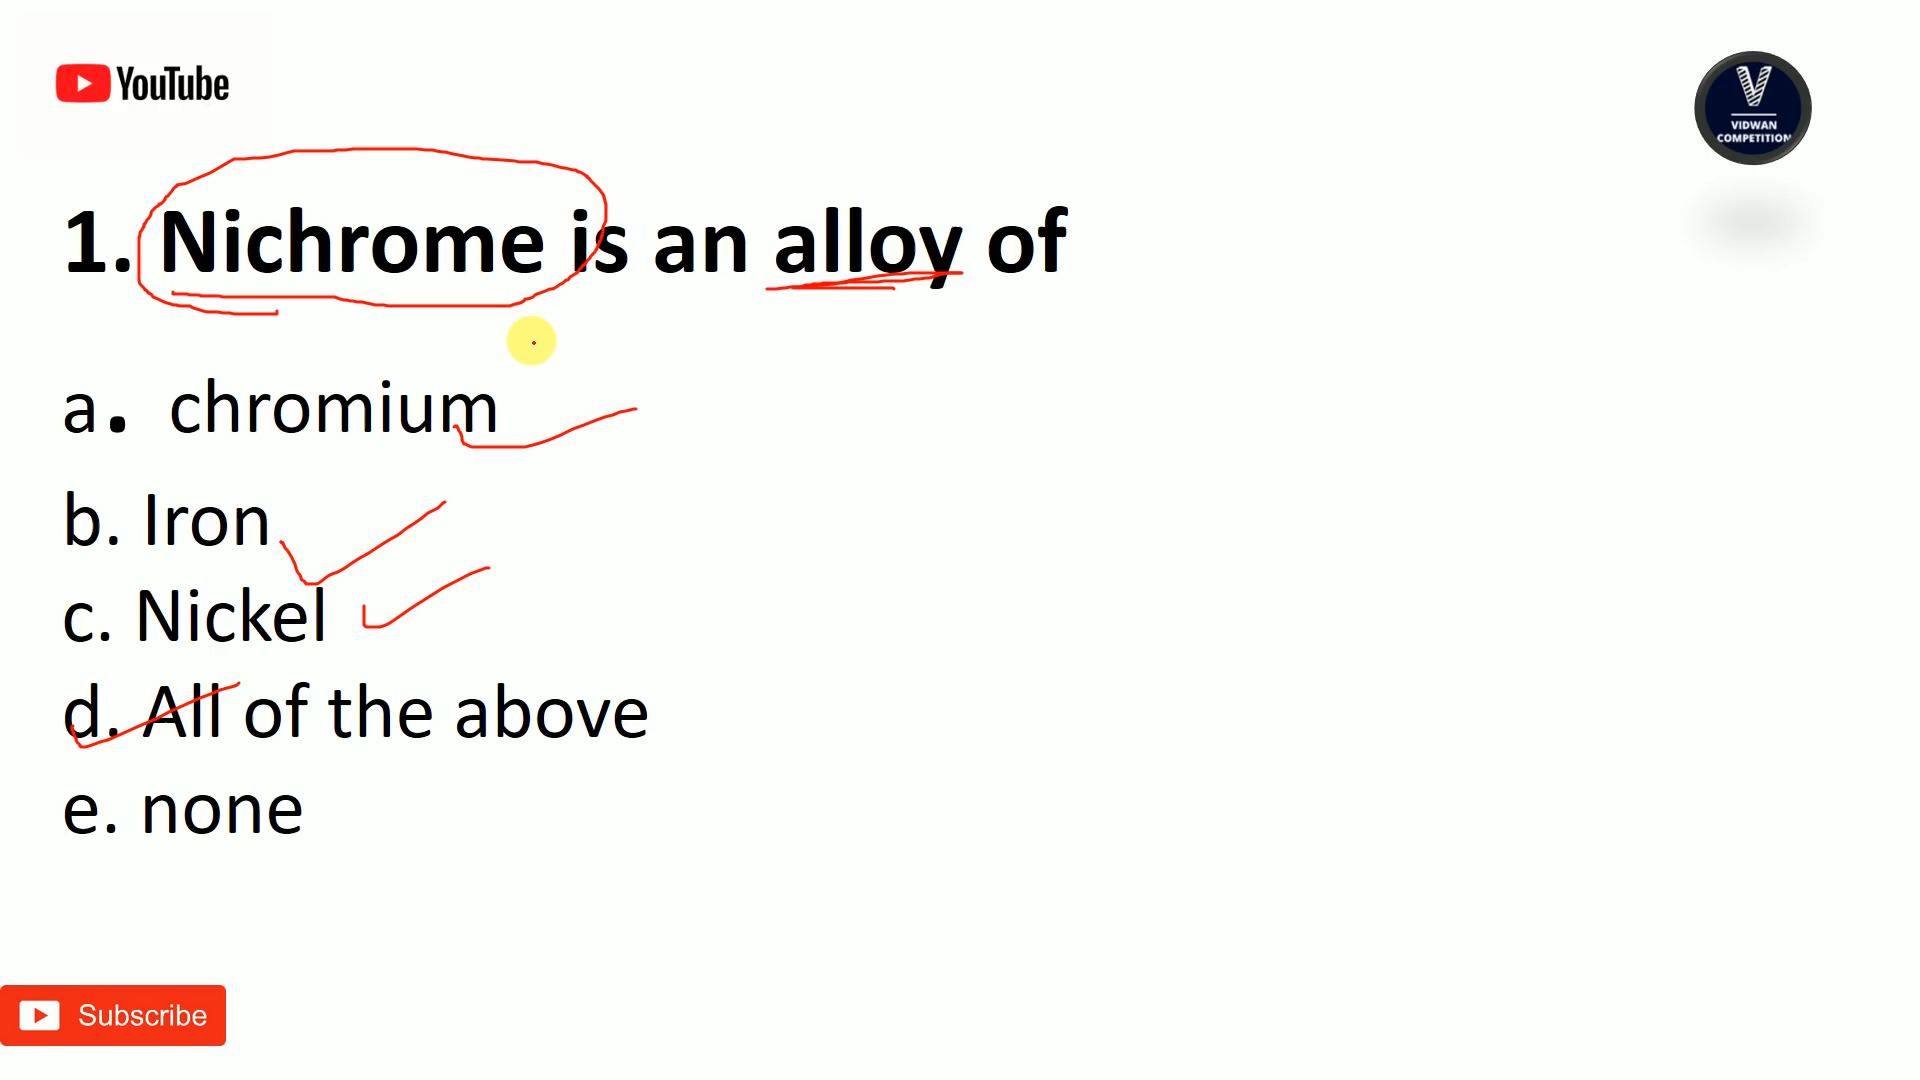 YouTube
V
VIDWAN
COMPETITION
1. Nichrome is an alloy of
a. chromium
b. Iron
c. Nickel
d. All of the above
e. none
Subscribe